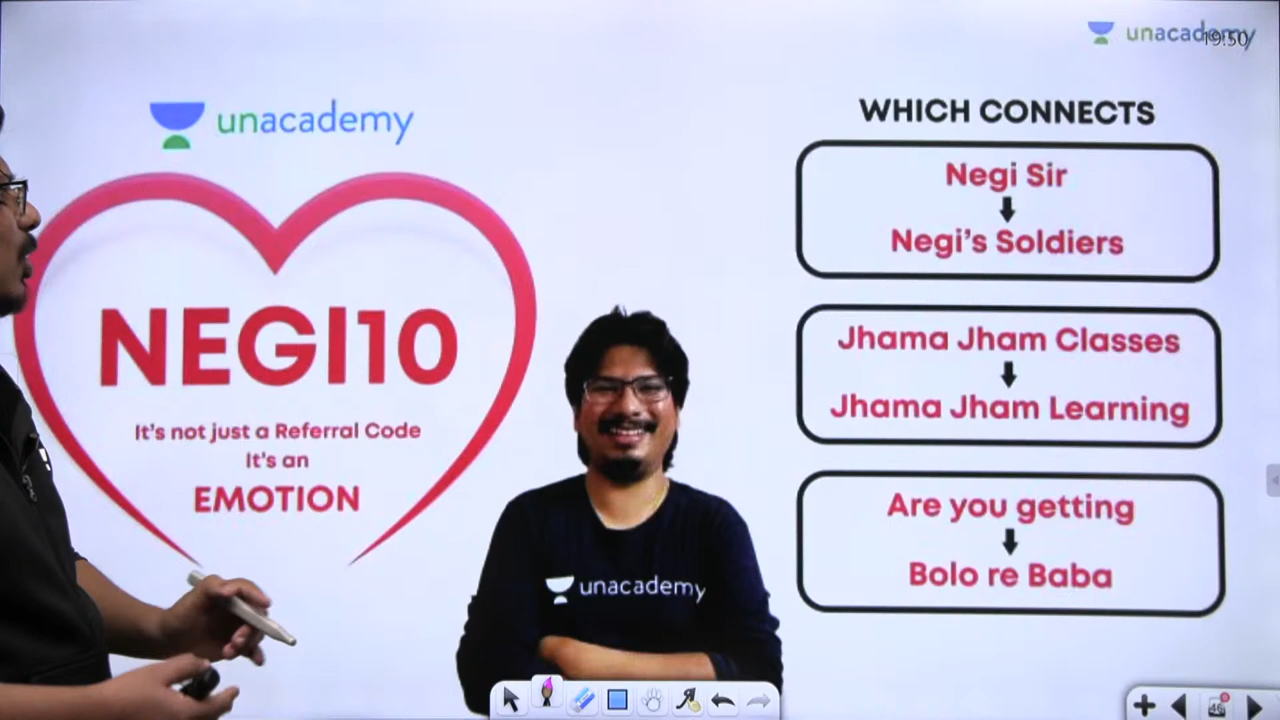 unacademy
19:50
unacademy
WHICH CONNECTS
Negi Sir
Negi's Soldiers
Jhama Jham Classes
Jhama Jham Learning
Are you getting
Bolo re Baba
NEGI10
It's not just a Referral Code
It's an
EMOTION
unacademy
46